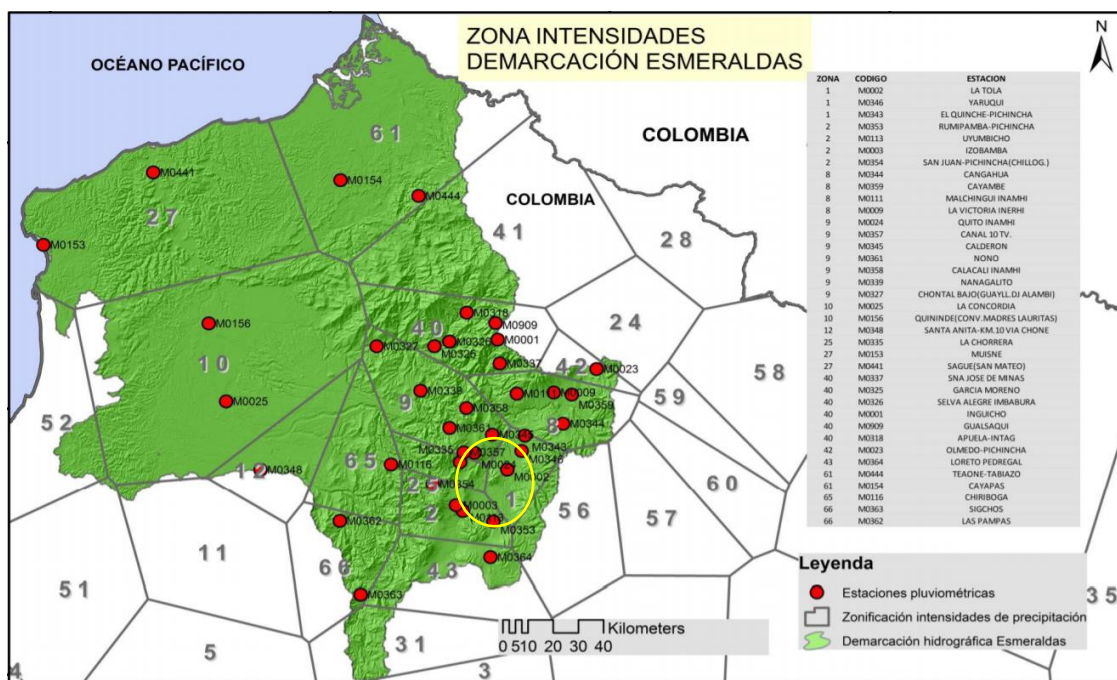 ZONA INTENSIDADES
DEMARCACIÓN ESMERALDAS
N
OCÉANO PACÍFICO
COLOMBIA
COLOMBIA
ZONA CODIGO ESTACION
1 M0002 LA TOLA
1 M0346 YARUQUI
1 M0343 EL QUINCHE-PICHINCHA
2 M0353 RUMIPAMBA-PICHINCHA
2 M0113 UYUMBICHO
2 M0003 IZOBAMBA
2 M0354 SAN JUAN-PICHINCHA(CHILLOG.)
8 M0344 CANGAHUA
8 M0359 CAYAMBE
8 M0111 MALCHINGUI INAMHI
8 M0009 LA VICTORIA INERHI
9 M0024 QUITO INAMHI
9 M0357 CANAL 10 TV.
9 M0345 CALDERON
9 M0361 NONO
9 M0358 CALACALI INAMHI
9 M0339 NANAGALITO
9 M0327 CHONTAL BAJO(GUAYLL.DJ ALAMBI)
10 M0025 LA CONCORDIA
10 M0156 QUININDE(CONV.MADRES LAURITAS)
12 M0348 SANTA ANITA-KM.10 VIA CHONE
25 M0335 LA CHORRERA
27 M0153 MUISNE
27 M0441 SAGUE(SAN MATEO)
40 M0337 SNA JOSE DE MINAS
40 M0325 GARCIA MORENO
40 M0326 SELVA ALEGRE IMBABURA
40 M0001 INGUICHO
40 M0909 GUALSAQUI
40 M0318 APUELA-INTAG
42 M0023 OLMEDO-PICHINCHA
43 M0364 LORETO PEDREGAL
61 M0444 TEAONE-TABIAZO
61 M0154 CAYAPAS
65 M0116 CHIRIBOGA
66 M0363 SIGCHOS
66 M0362 LAS PAMPAS
61
M0441
M0154
M0444
27
41
28
M0153
M0318
M0156
M0909
24
40
M0326
M0001
M0327
M0325
10
M0337
42
M0023
58
M0339
M0009
59
9
M0359
M0025
M0358
52
M0361
8
M0344
M0343
M0335
M0357
M0346
65
M0116
12
M0348
M0002
60
M0354
1
2
M0003
56
57
M0362
M0353
11
66
43
M0364
51
M0363
35
31
5
3
4
Kilometers
0 5 10 20 30 40
Leyenda
Estaciones pluviométricas
Zonificación intensidades de precipitación
Demarcación hidrográfica Esmeraldas